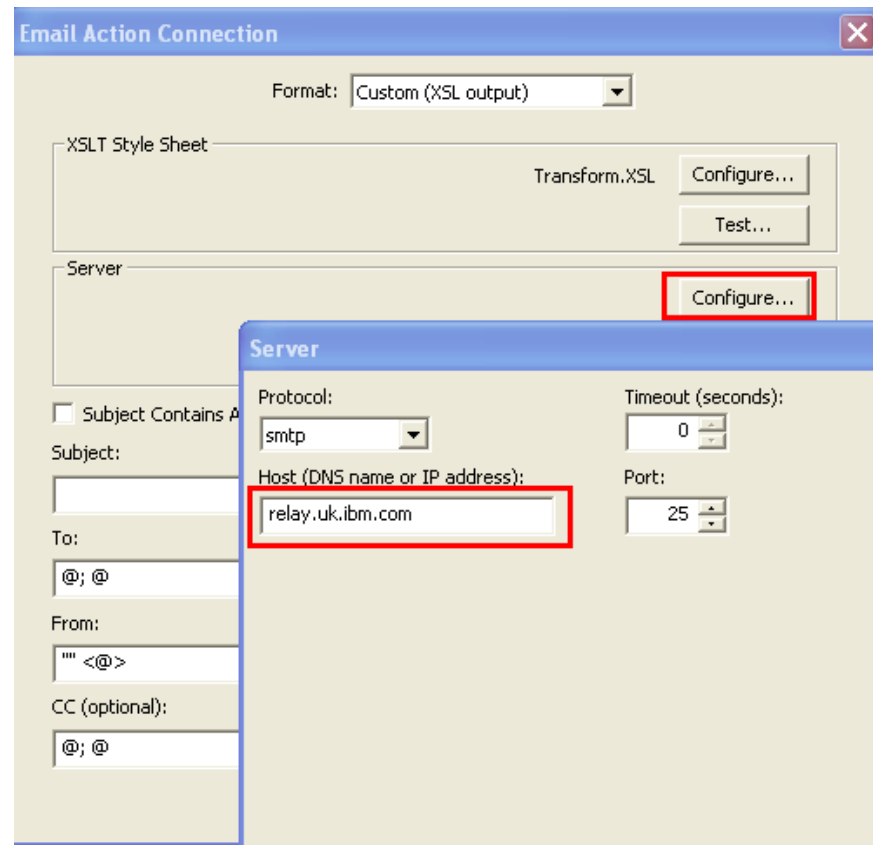 Email Action Connection
Format: Custom (XSL output)
XSLT Style Sheet
Transform.XSL Configure...
Test...
Server
Configure...
Server
Protocol: Timeout (seconds):
smtp 0
Host (DNS name or IP address): Port:
relay.uk.ibm.com 25
Subject Contains A
Subject:
To:
@; @
From:
"" <@>
CC (optional):
@; @